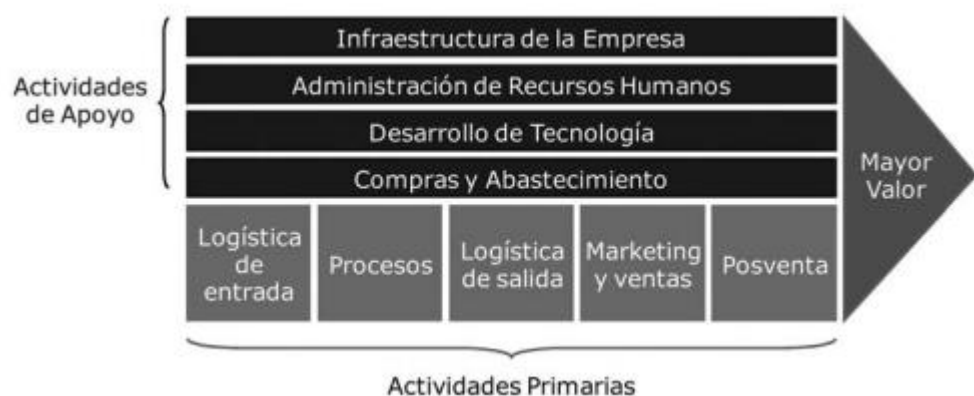 Actividades
de Apoyo
Infraestructura de la Empresa
Administración de Recursos Humanos
Desarrollo de Tecnología
Compras y Abastecimiento
Logística
de
entrada
Procesos
Logística
de salida
Marketing
y ventas
Posventa
Mayor
Valor
Actividades Primarias